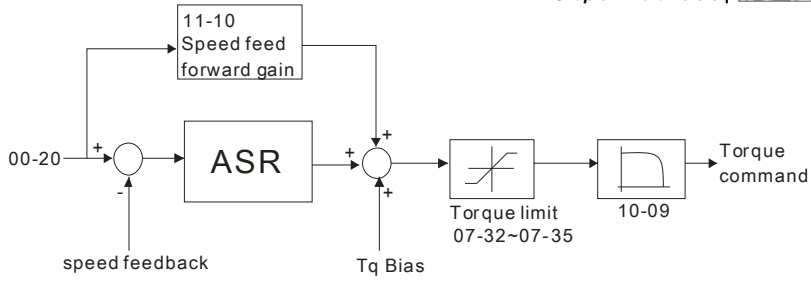 11-10
Speed feed
forward gain
+
00-20
+
ASR
+
+
-
+
Torque
command
Torque limit
07-32~07-35
10-09
speed feedback
Tq Bias